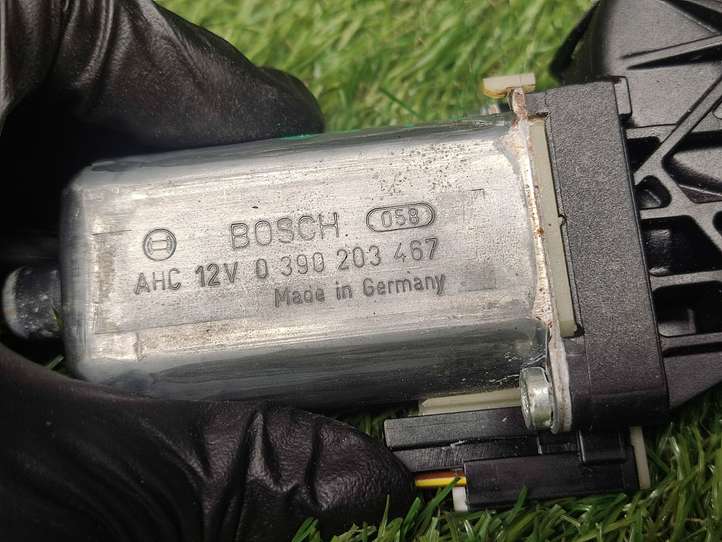 BOSCH 058
AHC 12V 0 390 203 467
Made in Germany